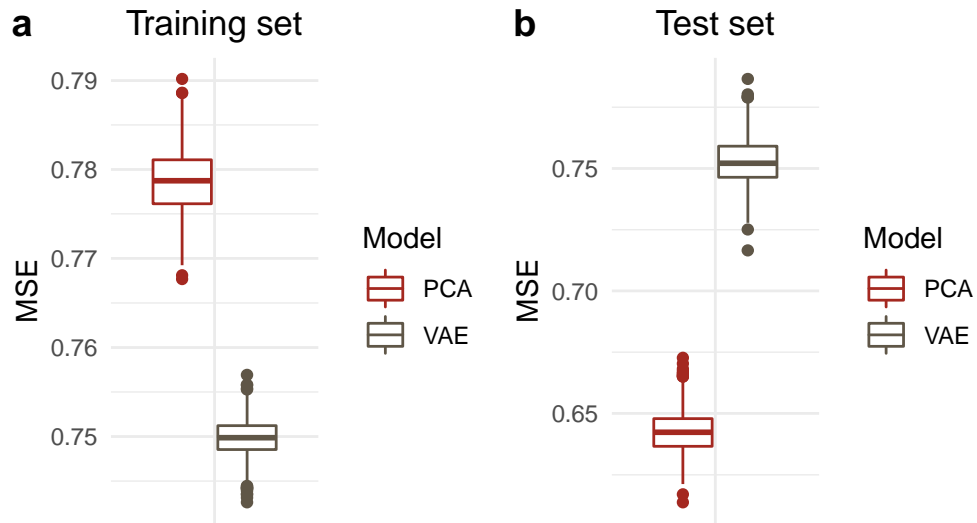 a
Training set
MSE
0.79
0.78
0.77
0.76
0.75
Model
PCA
VAE
b
Test set
MSE
0.75
0.70
0.65
Model
PCA
VAE